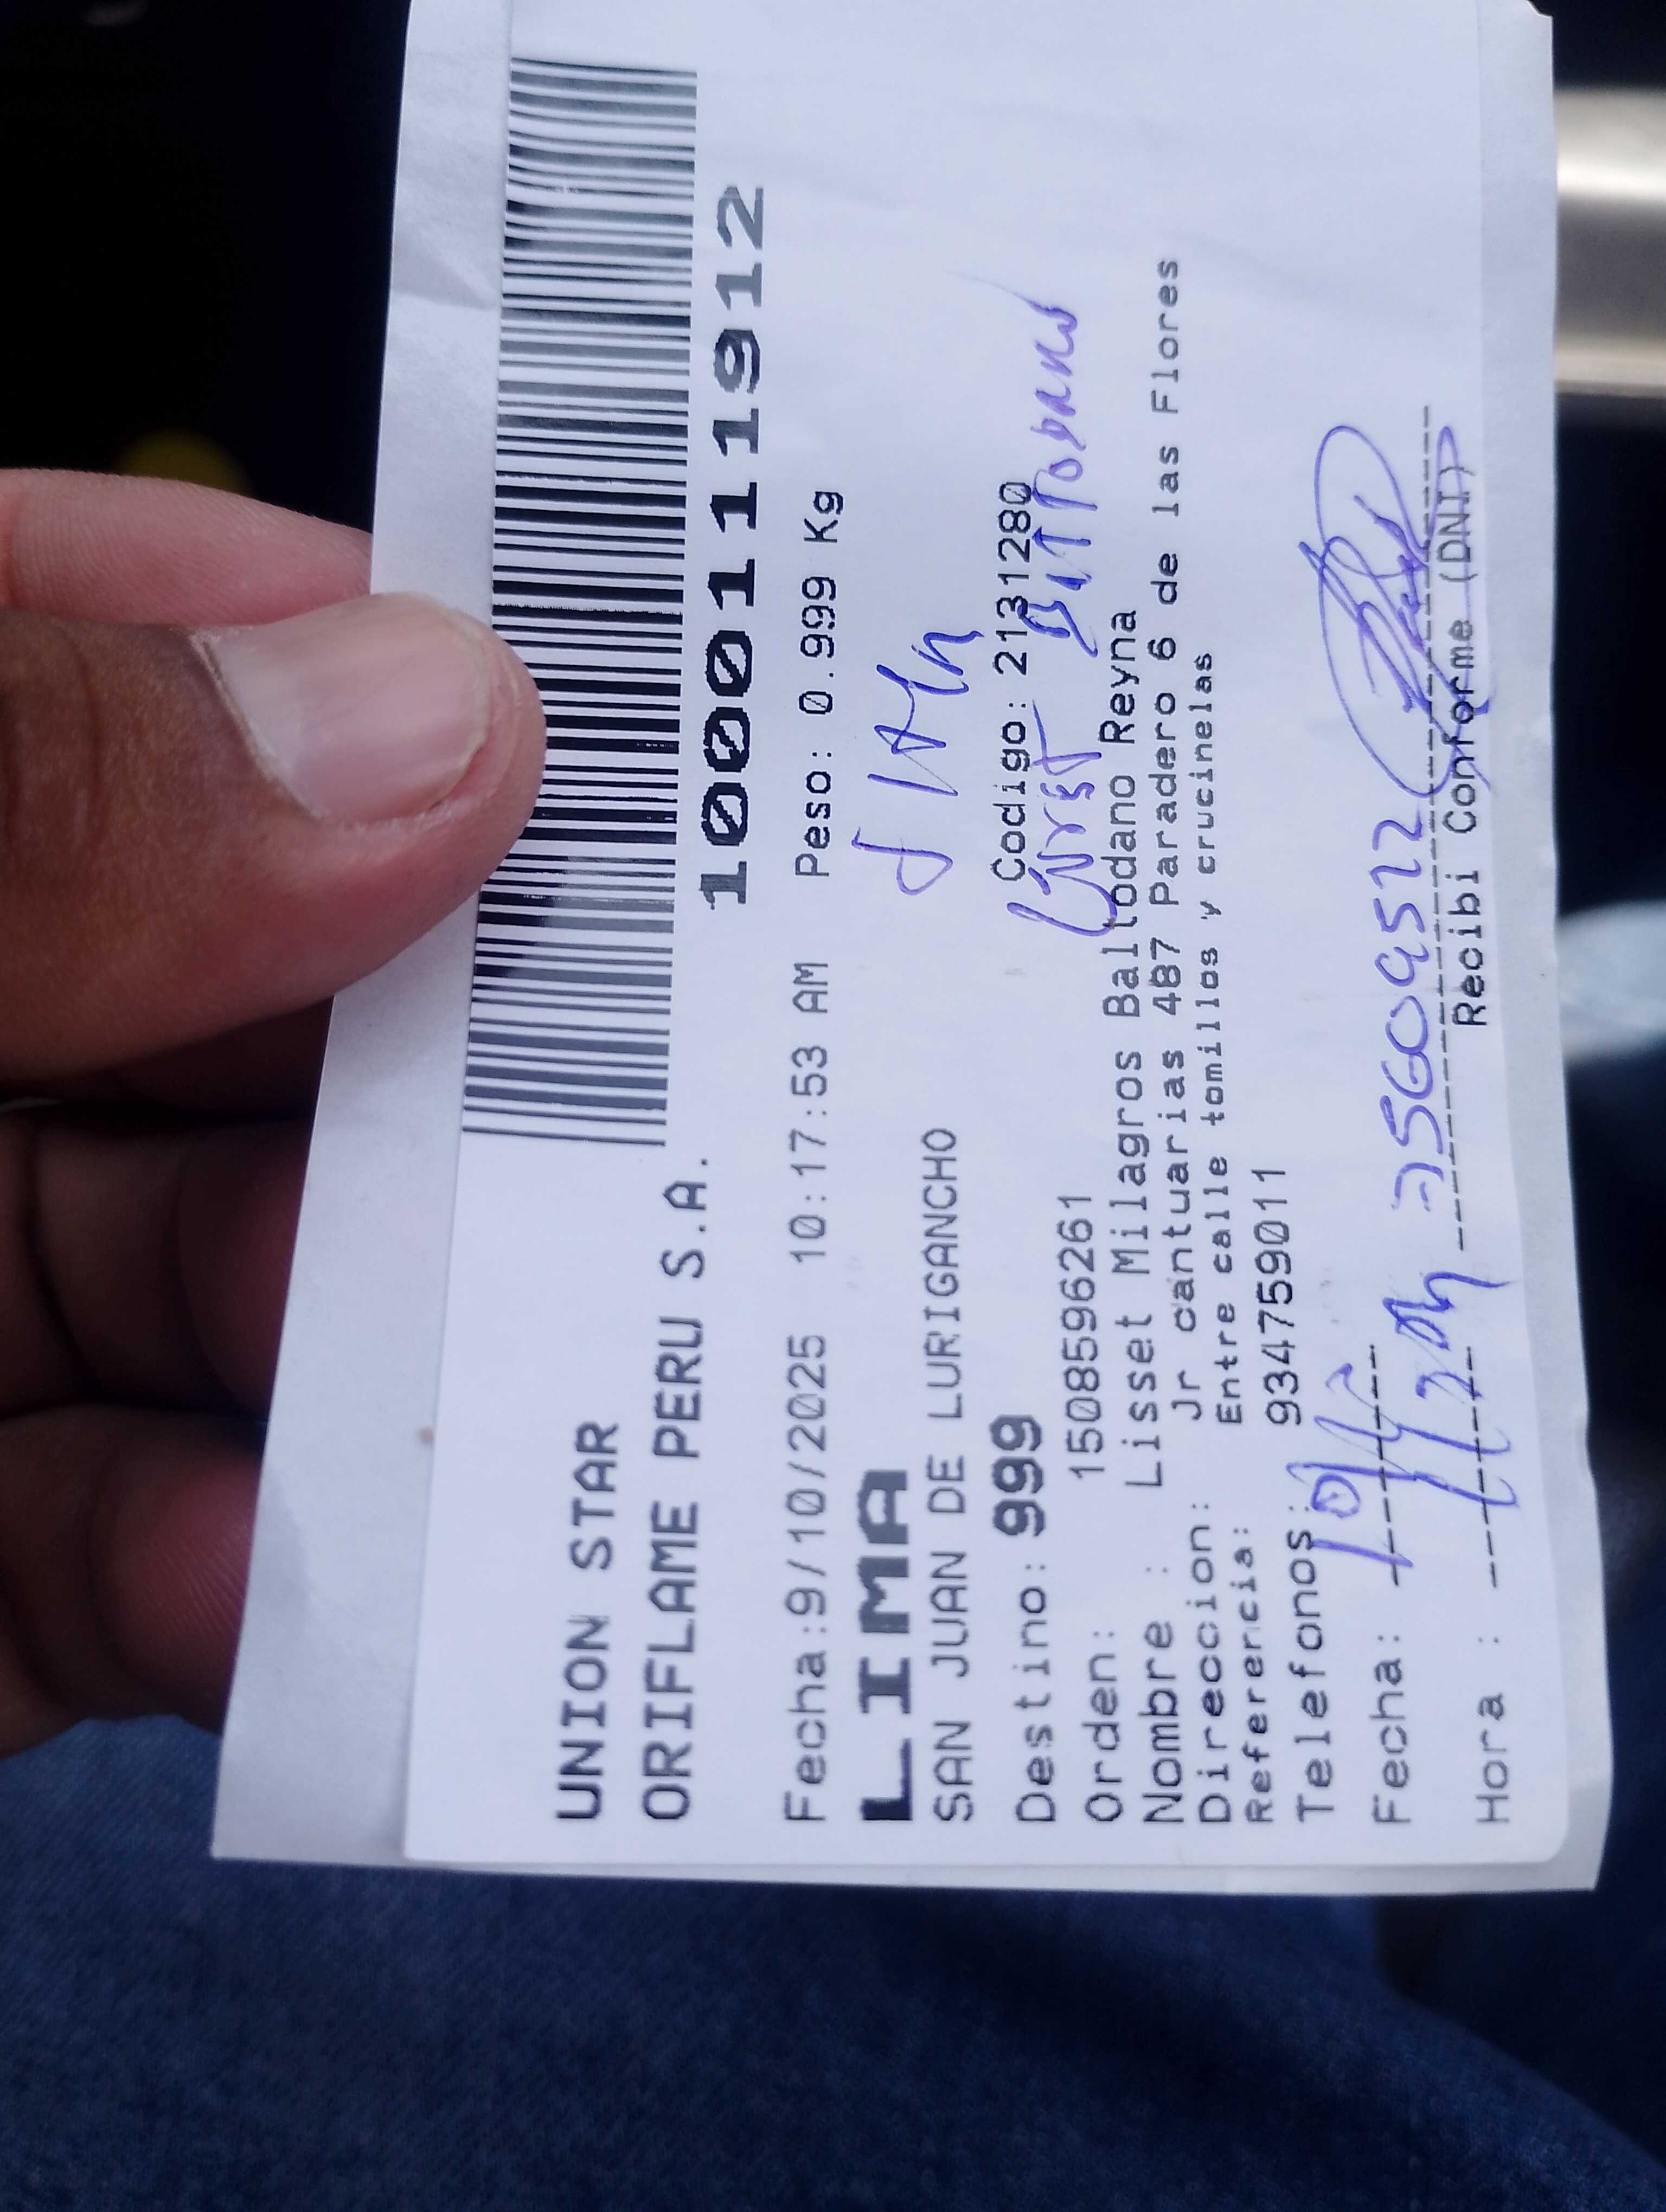 UNION STAR
ORIFLAME PERU S.A.
10001 11912
Fecha:9/10/2025 10:17:53 AM Peso: 0.999 Kg
LIMA
SAN JUAN DE LURIGANCHO
Destino: 999 Codigo: 2131280
Orden: 1508596261
Nombre : Lisset Milagros Baltodano Reyna
Direccion: Jr cantuarias 487 Paradero 6 de las Flores
Referencia: Entre calle tomillos y crucinelas
Telefonos: 934759011
Fecha:
Hora :
Recibi Conforme (DNI)